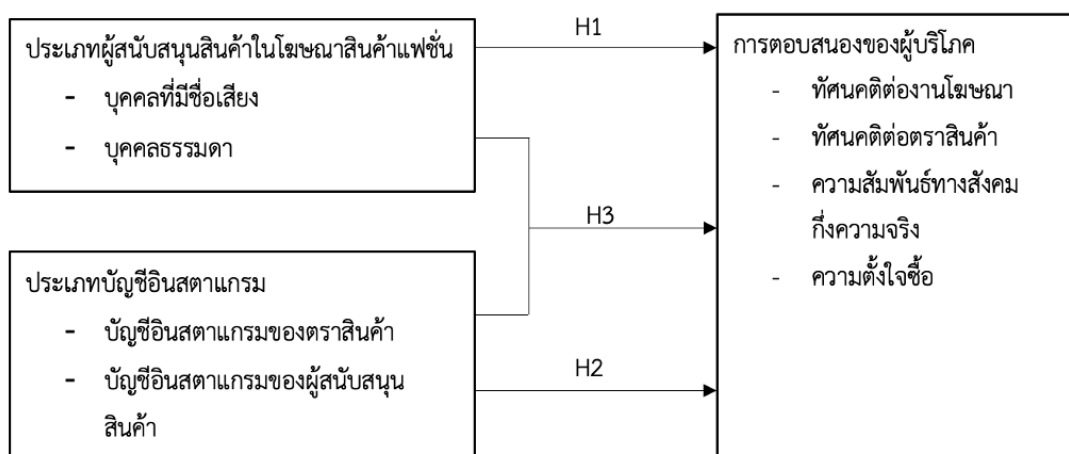 ประเภทผู้สนับสนุนสินค้าในโฆษณาสินค้าแฟชั่น
- บุคคลที่มีชื่อเสียง
- บุคคลธรรมดา
ประเภทบัญชีอินสตาแกรม
- บัญชีอินสตาแกรมของตราสินค้า
- บัญชีอินสตาแกรมของผู้สนับสนุน
สินค้า
H1
H3
H2
การตอบสนองของผู้บริโภค
- ทัศนคติต่องานโฆษณา
- ทัศนคติต่อตราสินค้า
- ความสัมพันธ์ทางสังคม
กึ่งความจริง
- ความตั้งใจซื้อ